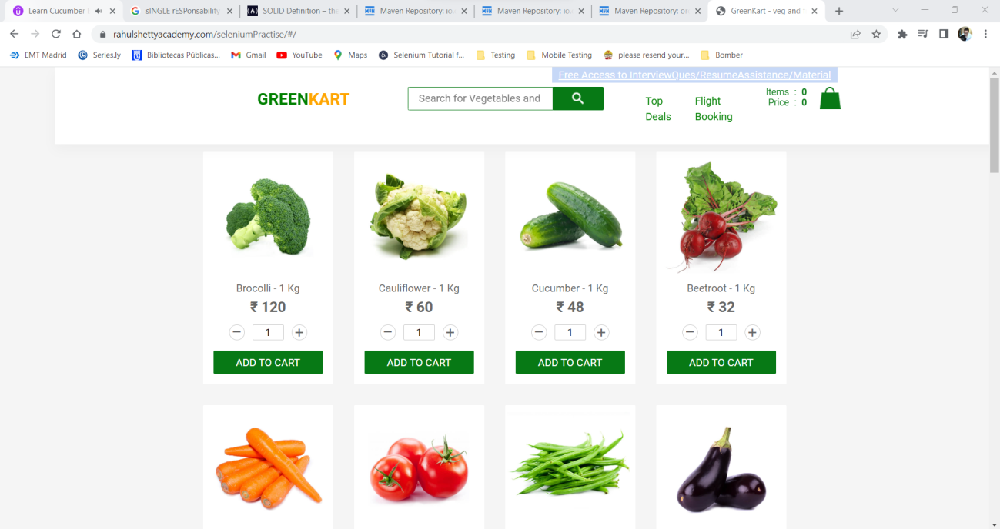 Learn Cucumber
sINGLE rESPonsability
SOLID Definition – the
Maven Repository: io
Maven Repository: io
Maven Repository: or
GreenKart - veg and
rahulshettyacademy.com/seleniumPractise/#/
EMT Madrid
Series.ly
Bibliotecas Públicas...
Gmail
YouTube
Maps
Selenium Tutorial f...
Testing
Mobile Testing
please resend your...
Bomber
Free Access to InterviewQues/ResumeAssistance/Material
GREENKART
Search for Vegetables and
Top
Deals
Flight
Booking
Items : 0
Price : 0
Brocolli - 1 Kg
Cauliflower - 1 Kg
Cucumber - 1 Kg
Beetroot - 1 Kg
₹ 120
₹ 60
₹ 48
₹ 32
− 1 +
− 1 +
− 1 +
− 1 +
ADD TO CART
ADD TO CART
ADD TO CART
ADD TO CART